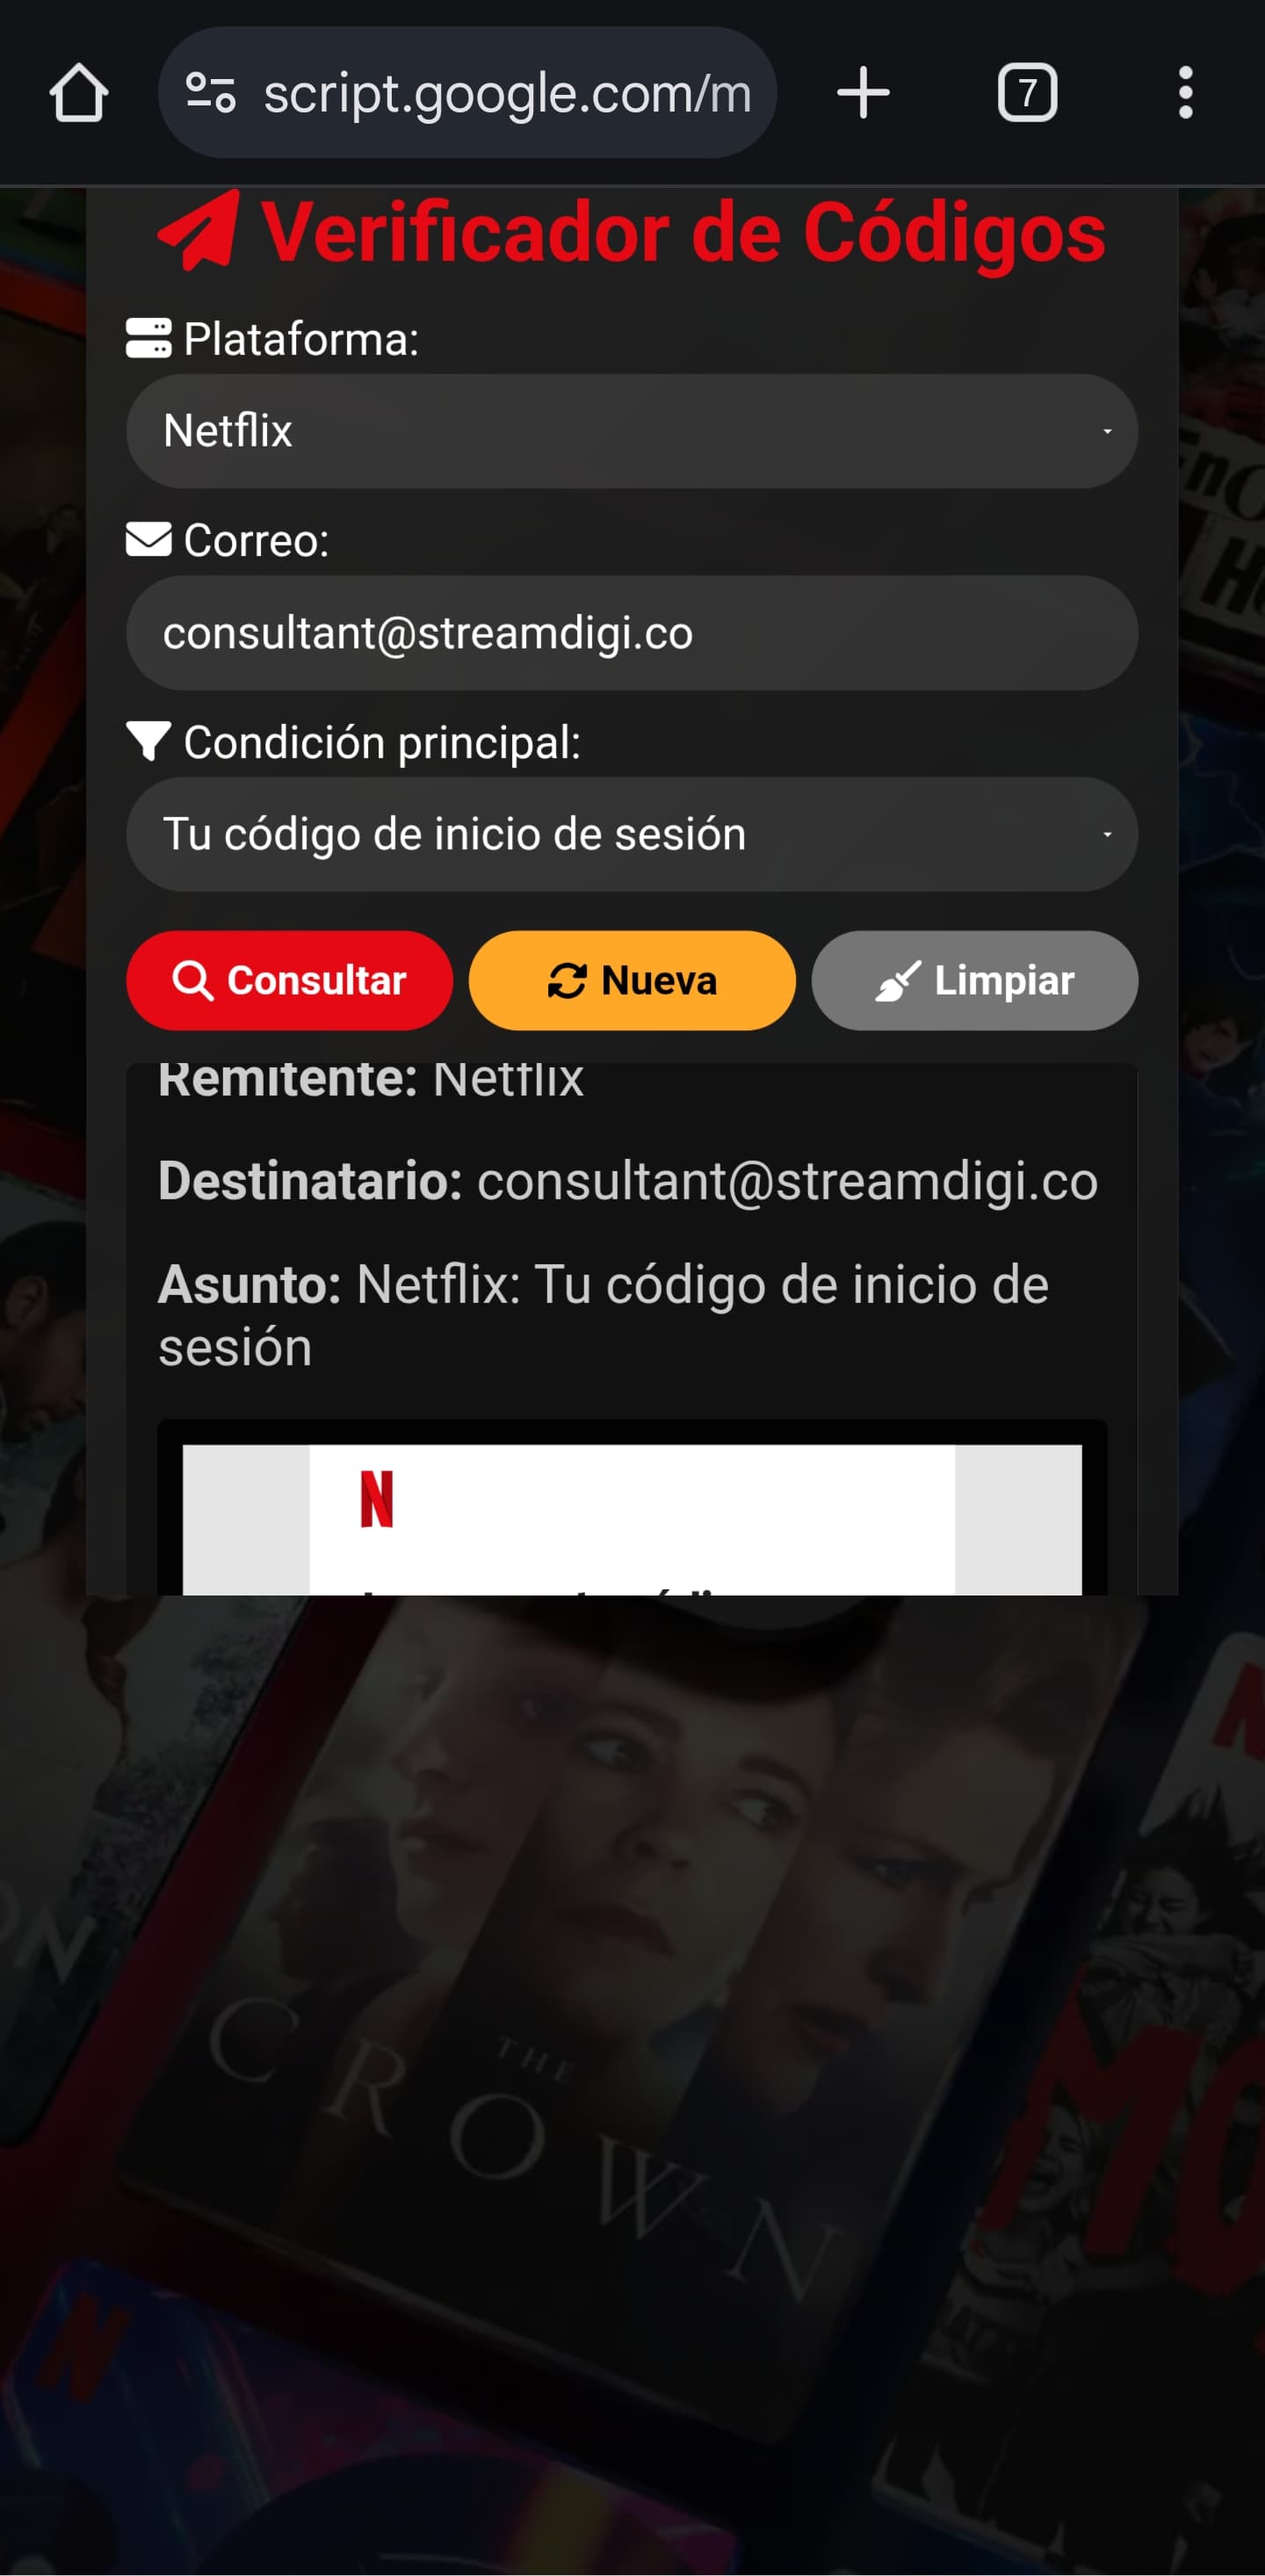 script.google.com/m
7
Verificador de Códigos
Plataforma:
Netflix
Correo:
consultant@streamdigi.co
Condición principal:
Tu código de inicio de sesión
Consultar
Nueva
Limpiar
Remitente: Netflix
Destinatario: consultant@streamdigi.co
Asunto: Netflix: Tu código de inicio de
sesión
N
THE
CROWN